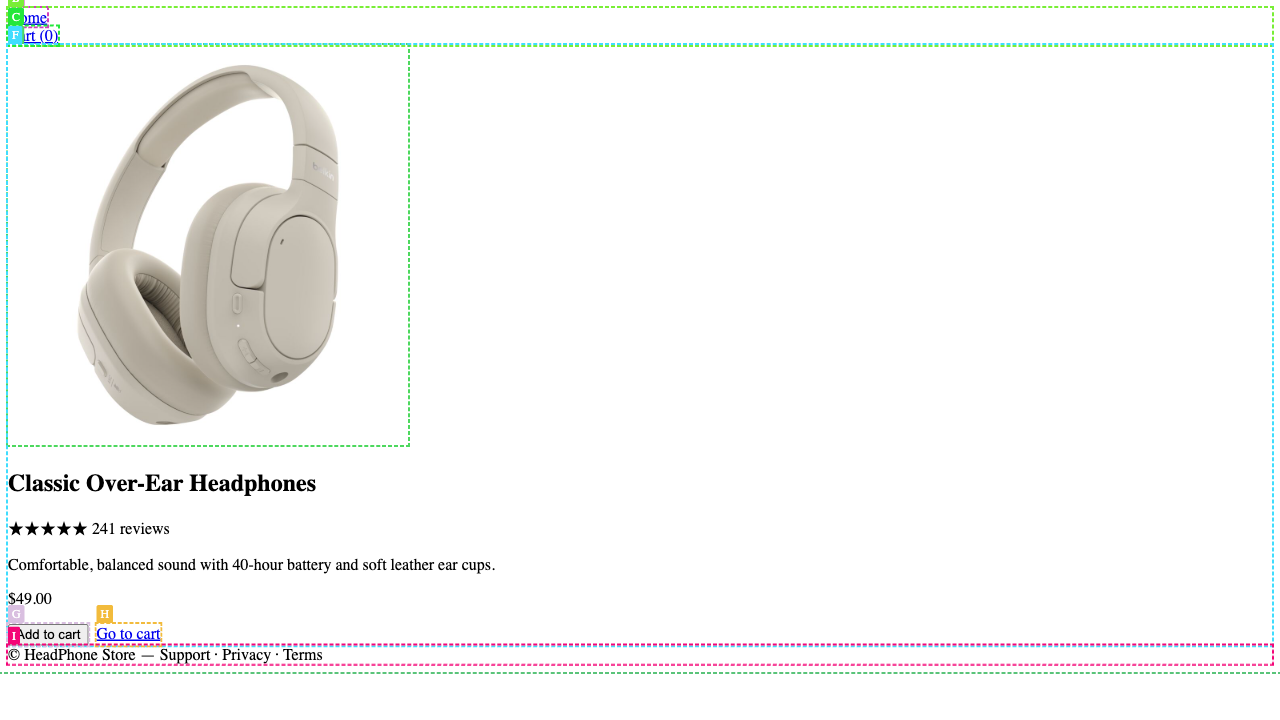 C
Home
F
Cart (0)
Classic Over-Ear Headphones
★★★★★ 241 reviews
Comfortable, balanced sound with 40-hour battery and soft leather ear cups.
$49.00
G
H
Add to cart
Go to cart
I
© HeadPhone Store — Support · Privacy · Terms